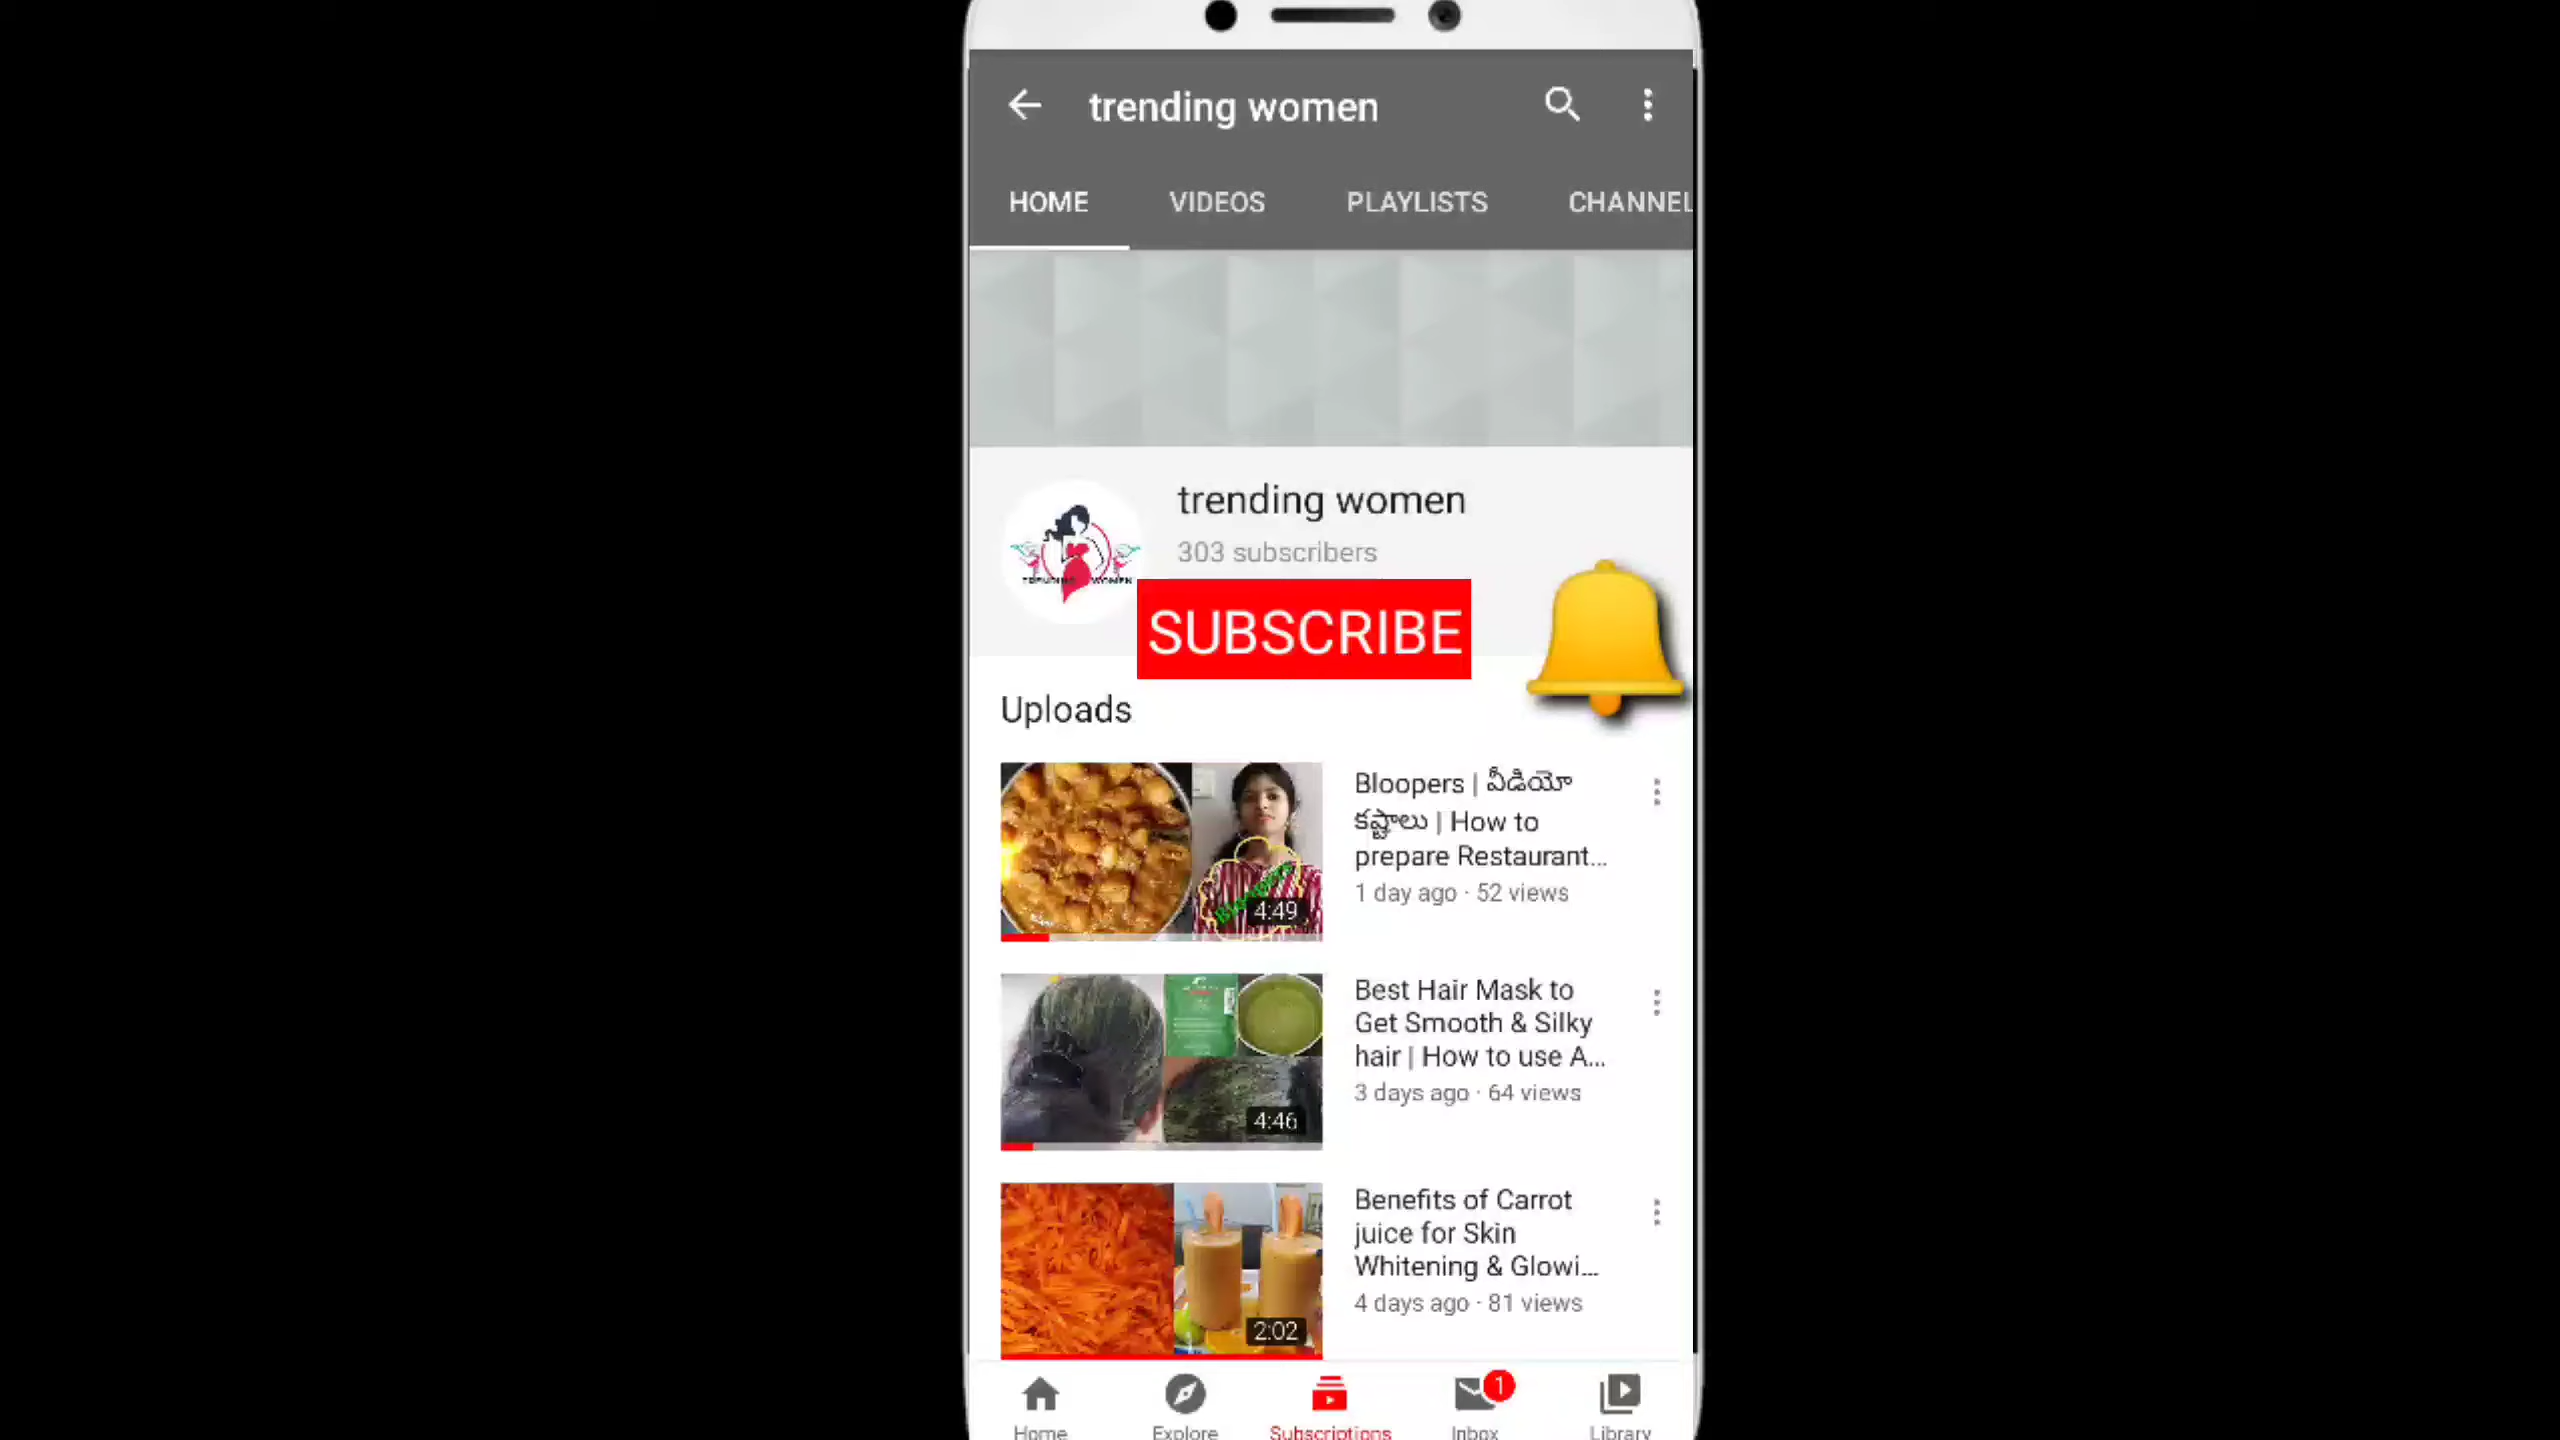 trending women
HOME VIDEOS PLAYLISTS CHANNEL
trending women
303 subscribers
TRENDING WOMEN
SUBSCRIBE
Uploads
Bloopers | వీడియో
కష్టాలు | How to
prepare Restaurant...
1 day ago · 52 views
Bloopers
4:49
Best Hair Mask to
Get Smooth & Silky
hair | How to use A...
3 days ago · 64 views
4:46
Benefits of Carrot
juice for Skin
Whitening & Glowi...
4 days ago · 81 views
2:02
1
Home Explore Subscriptions Inbox Library